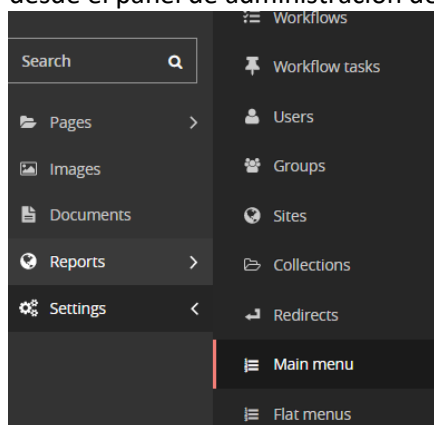 desde el panel de administración de
Search
Pages
Images
Documents
Reports
Settings
Workflows
Workflow tasks
Users
Groups
Sites
Collections
Redirects
Main menu
Flat menus